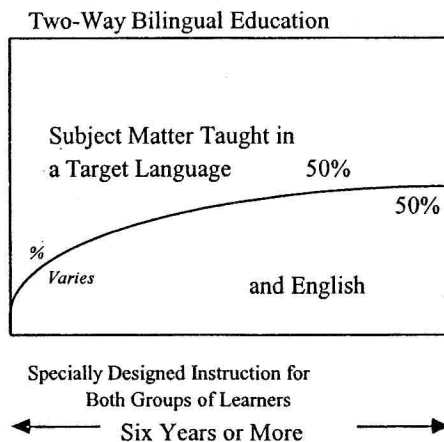 Two-Way Bilingual Education
Subject Matter Taught in
a Target Language
50%
50%
%
Varies
and English
Specially Designed Instruction for
Both Groups of Learners
Six Years or More